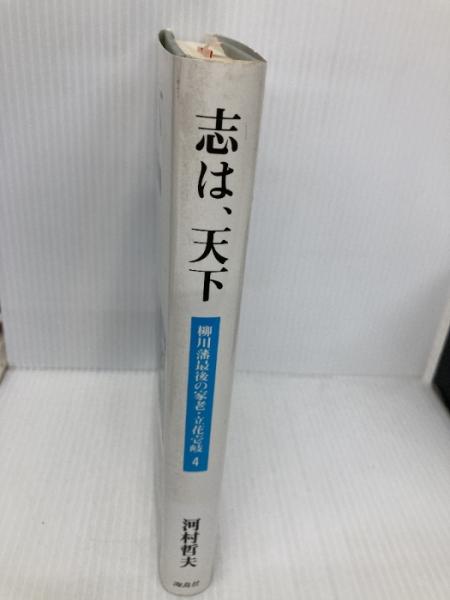 志は、天下
柳川藩最後の家老・立花壱岐 4
河村哲夫
海鳥社